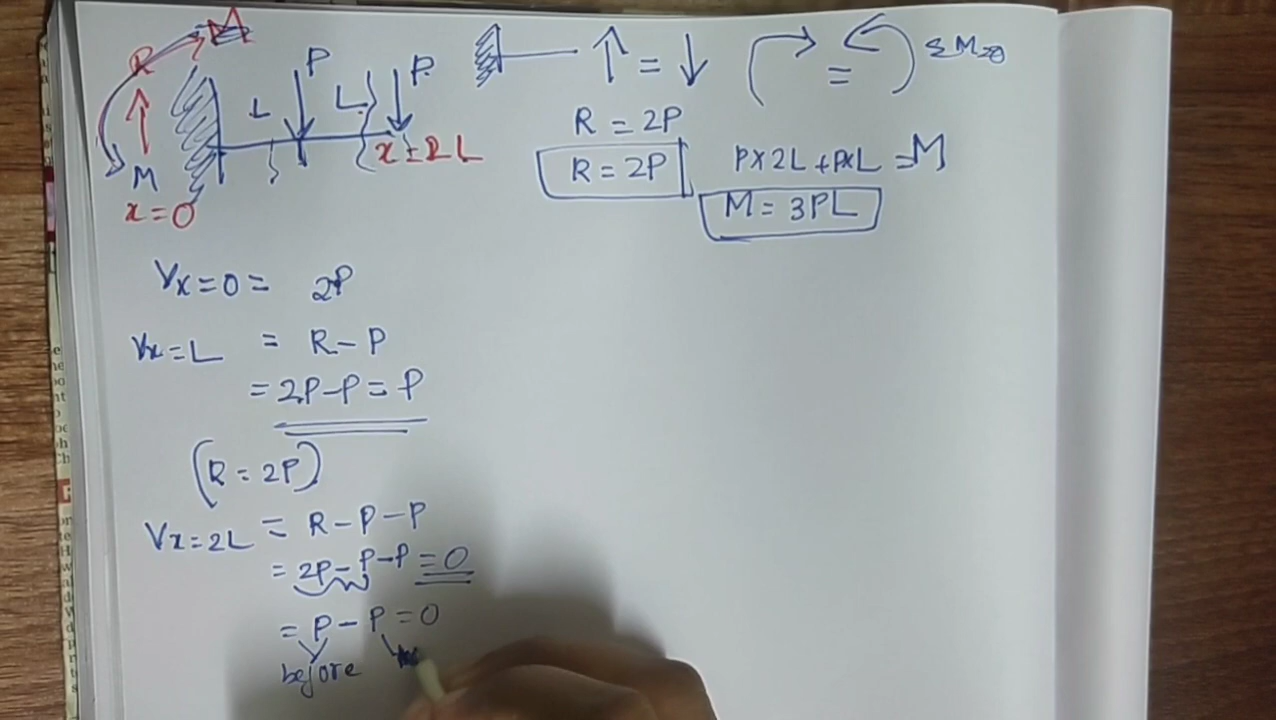 R
P
P
L
L
x = 2L
M
x = 0
↑ = ↓
=
ΣM=0
R = 2P
R = 2P
P×2L + P×L = M
M = 3PL
Vx=0 = 2P
Vx=L = R-P
= 2P-P = P
(R = 2P)
Vx=2L = R-P-P
= 2P-P-P = 0
= P - P = 0
before